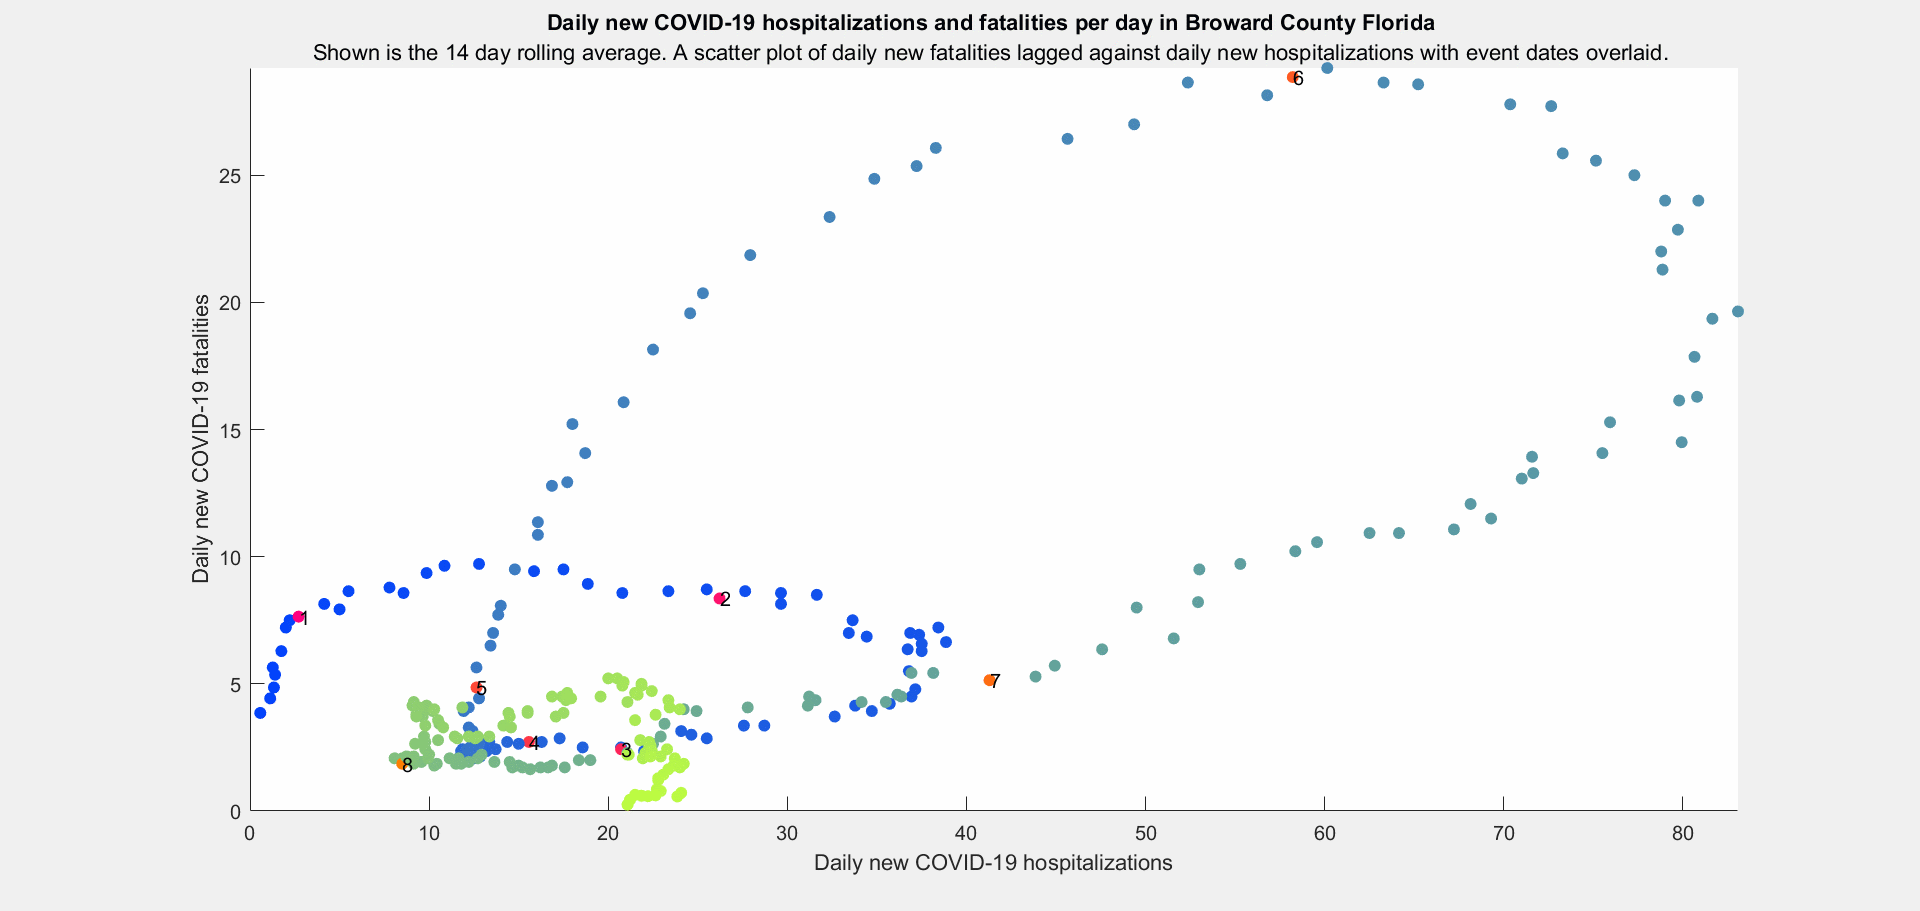 Daily new COVID-19 hospitalizations and fatalities per day in Broward County Florida
Shown is the 14 day rolling average. A scatter plot of daily new fatalities lagged against daily new hospitalizations with event dates overlaid.
6
25
20
Daily new COVID-19 fatalities
15
10
2
1
7
5
5
4
3
8
0
0 10 20 30 40 50 60 70 80
Daily new COVID-19 hospitalizations